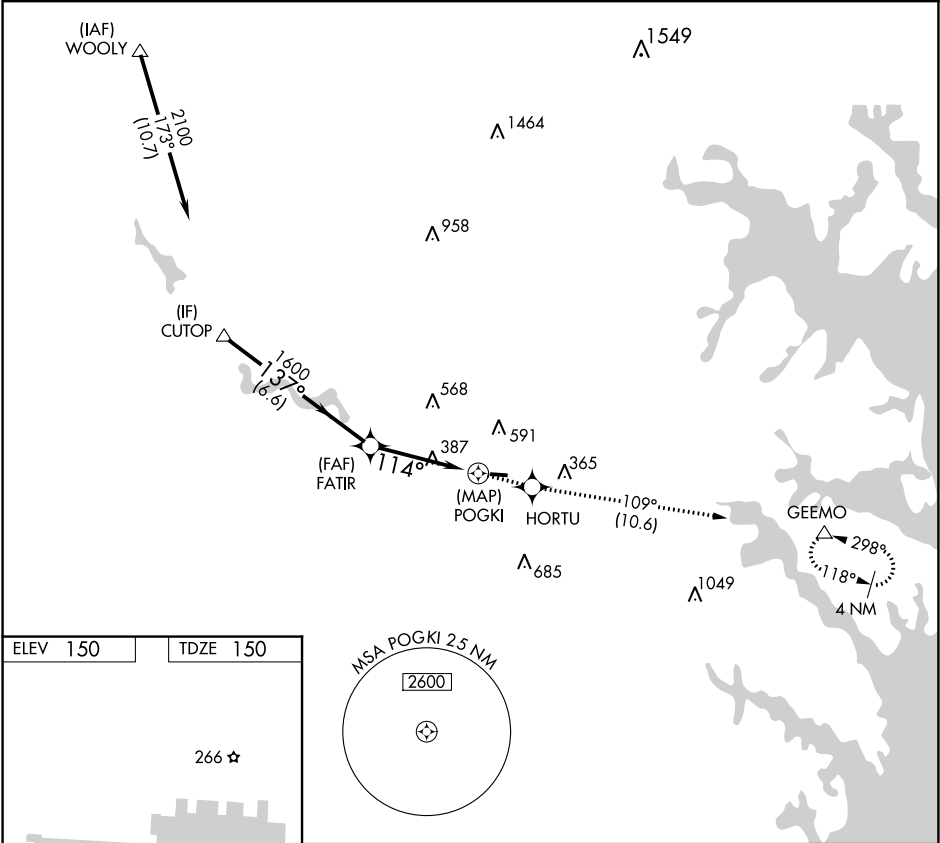 (IAF)
WOOLY
2100
173°
(10.7)
1549
1464
958
(IF)
CUTOP
1600
137°
(6.6)
568
591
387
(FAF)
FATIR
114°
(MAP)
POGKI
365
HORTU
109°
(10.6)
GEEMO
298°
118°
4 NM
685
1049
ELEV 150
TDZE 150
266
MSA POGKI 25 NM
2600